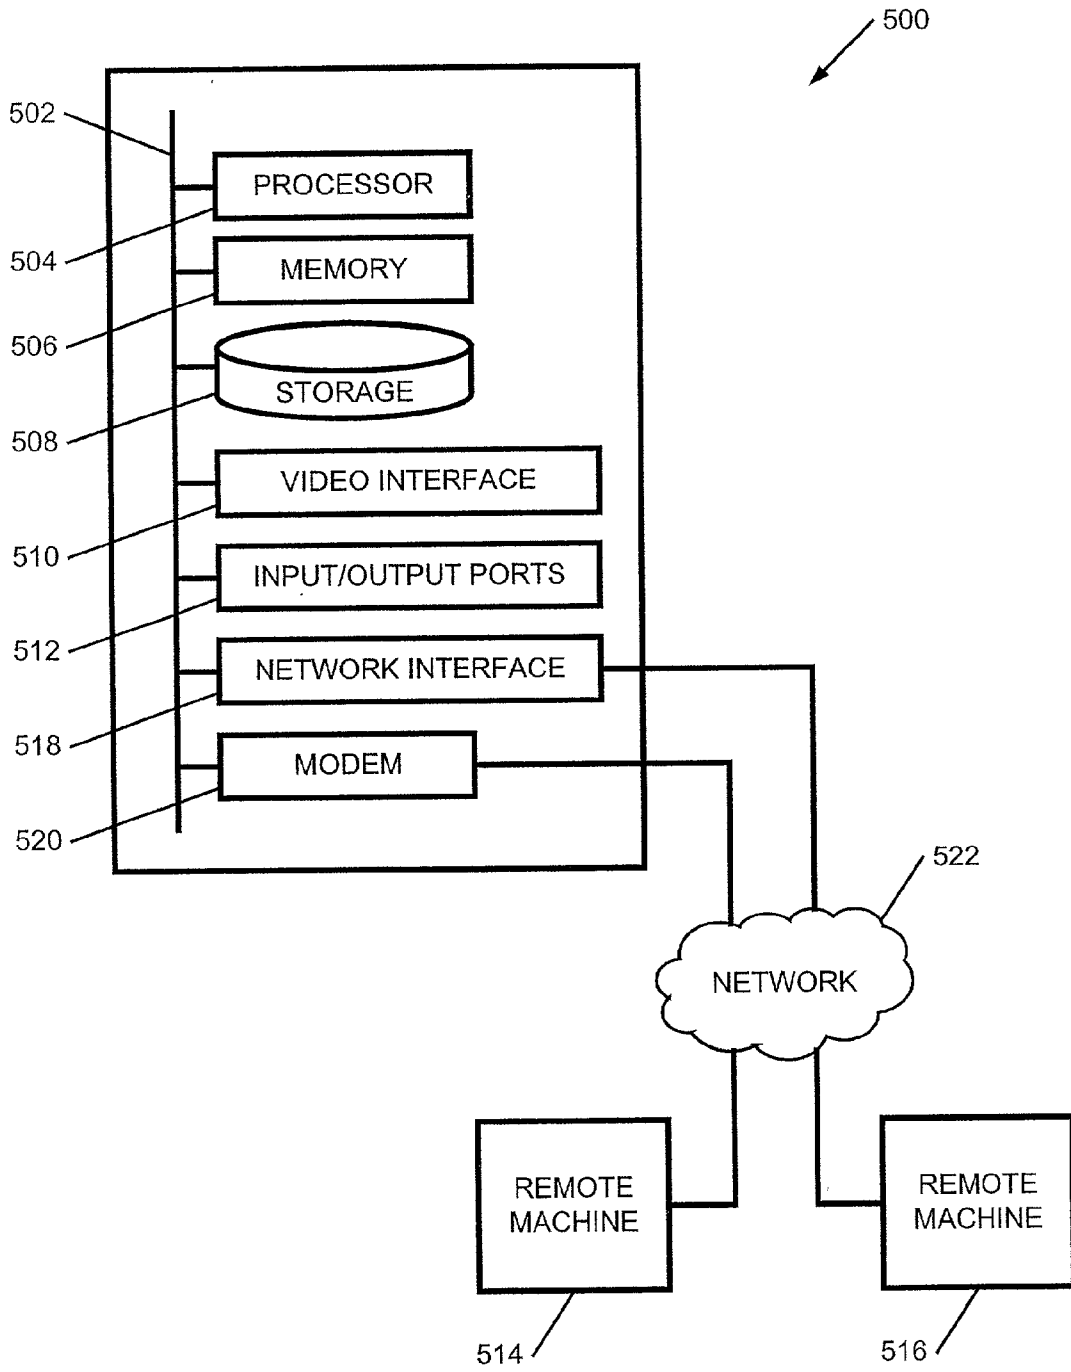 500
502
PROCESSOR
504
MEMORY
506
STORAGE
508
VIDEO INTERFACE
510
INPUT/OUTPUT PORTS
512
NETWORK INTERFACE
518
MODEM
520
522
NETWORK
REMOTE
MACHINE
REMOTE
MACHINE
514
516